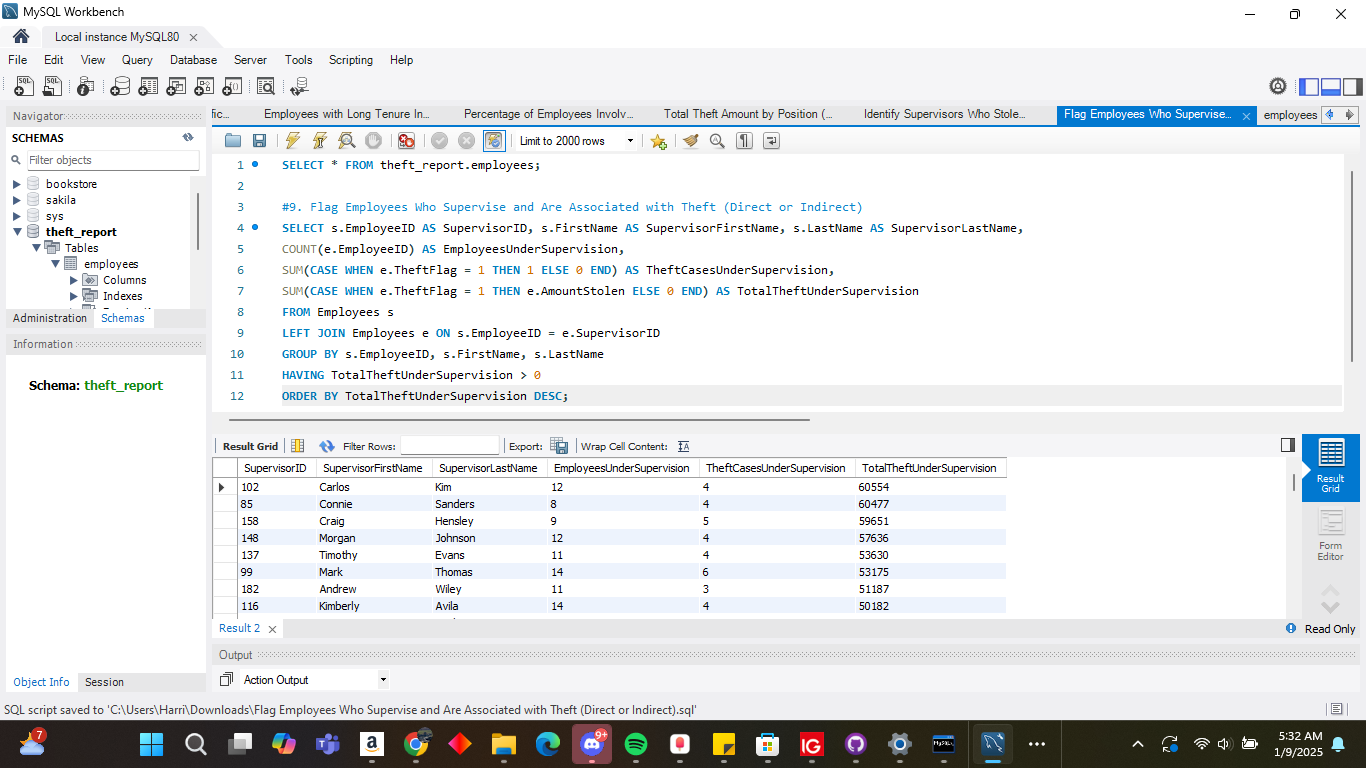 MySQL Workbench
Local instance MySQL80
File Edit View Query Database Server Tools Scripting Help
Navigator
SCHEMAS
Filter objects
bookstore
sakila
sys
theft_report
Tables
employees
Columns
Indexes
Administration Schemas
Information
Schema: theft_report
Object Info Session
fic... Employees with Long Tenure In... Percentage of Employees Involv... Total Theft Amount by Position (... Identify Supervisors Who Stole... Flag Employees Who Supervise... employees
Limit to 2000 rows
1 SELECT * FROM theft_report.employees;
2
3 #9. Flag Employees Who Supervise and Are Associated with Theft (Direct or Indirect)
4 SELECT s.EmployeeID AS SupervisorID, s.FirstName AS SupervisorFirstName, s.LastName AS SupervisorLastName,
5 COUNT(e.EmployeeID) AS EmployeesUnderSupervision,
6 SUM(CASE WHEN e.TheftFlag = 1 THEN 1 ELSE 0 END) AS TheftCasesUnderSupervision,
7 SUM(CASE WHEN e.TheftFlag = 1 THEN e.AmountStolen ELSE 0 END) AS TotalTheftUnderSupervision
8 FROM Employees s
9 LEFT JOIN Employees e ON s.EmployeeID = e.SupervisorID
10 GROUP BY s.EmployeeID, s.FirstName, s.LastName
11 HAVING TotalTheftUnderSupervision > 0
12 ORDER BY TotalTheftUnderSupervision DESC;
Result Grid Filter Rows: Export: Wrap Cell Content:
SupervisorID SupervisorFirstName SupervisorLastName EmployeesUnderSupervision TheftCasesUnderSupervision TotalTheftUnderSupervision
102 Carlos Kim 12 4 60554
85 Connie Sanders 8 4 60477
158 Craig Hensley 9 5 59651
148 Morgan Johnson 12 4 57636
137 Timothy Evans 11 4 53630
99 Mark Thomas 14 6 53175
182 Andrew Wiley 11 3 51187
116 Kimberly Avila 14 4 50182
Result Grid
Form Editor
Result 2
Read Only
Output
Action Output
SQL script saved to 'C:\Users\Harri\Downloads\Flag Employees Who Supervise and Are Associated with Theft (Direct or Indirect).sql'
7
9+
5:32 AM
1/9/2025